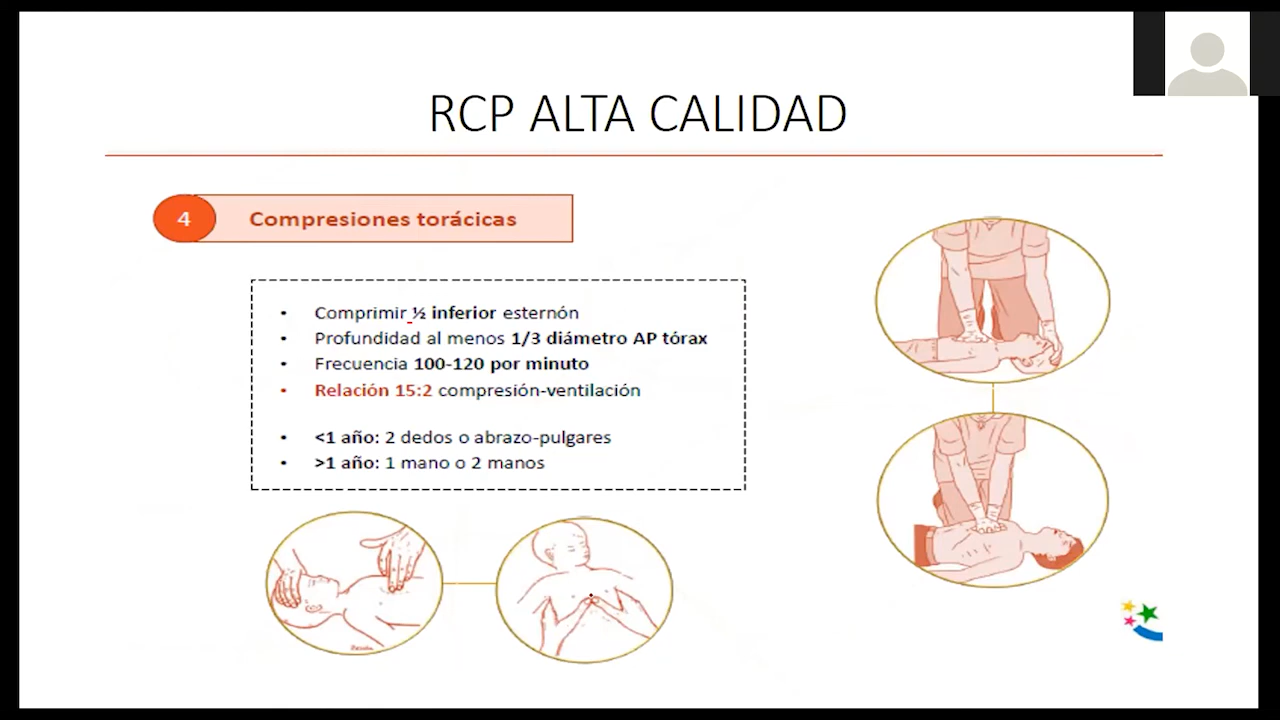 RCP ALTA CALIDAD
4 Compresiones torácicas
• Comprimir ½ inferior esternón
• Profundidad al menos 1/3 diámetro AP tórax
• Frecuencia 100-120 por minuto
• Relación 15:2 compresión-ventilación
• <1 año: 2 dedos o abrazo-pulgares
• >1 año: 1 mano o 2 manos